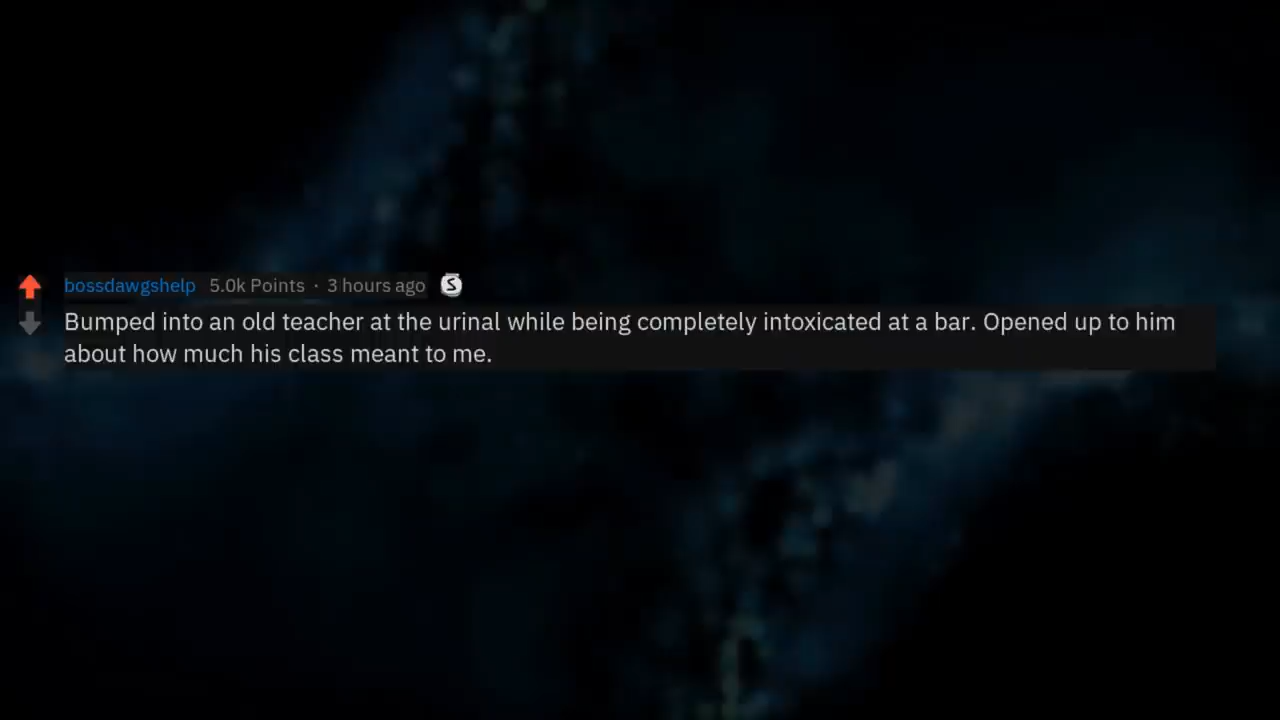 bossdawgshelp 5.0k Points · 3 hours ago S
Bumped into an old teacher at the urinal while being completely intoxicated at a bar. Opened up to him
about how much his class meant to me.